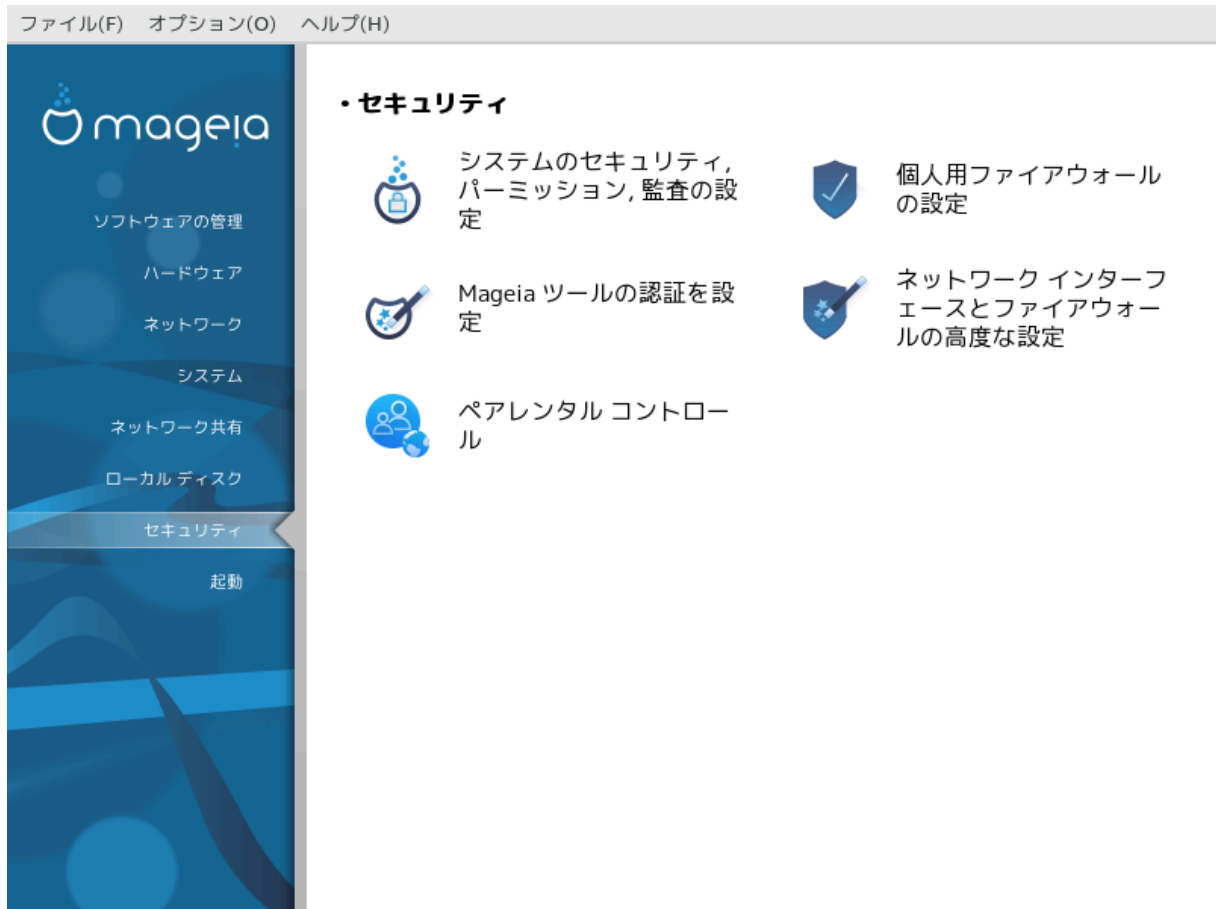 ファイル(F) オプション(O) ヘルプ(H)
mageia
ソフトウェアの管理
ハードウェア
ネットワーク
システム
ネットワーク共有
ローカル ディスク
セキュリティ
起動
・セキュリティ
システムのセキュリティ,
パーミッション, 監査の設
定
個人用ファイアウォール
の設定
Mageia ツールの認証を設
定
ネットワーク インターフ
ェースとファイアウォー
ルの高度な設定
ペアレンタル コントロー
ル